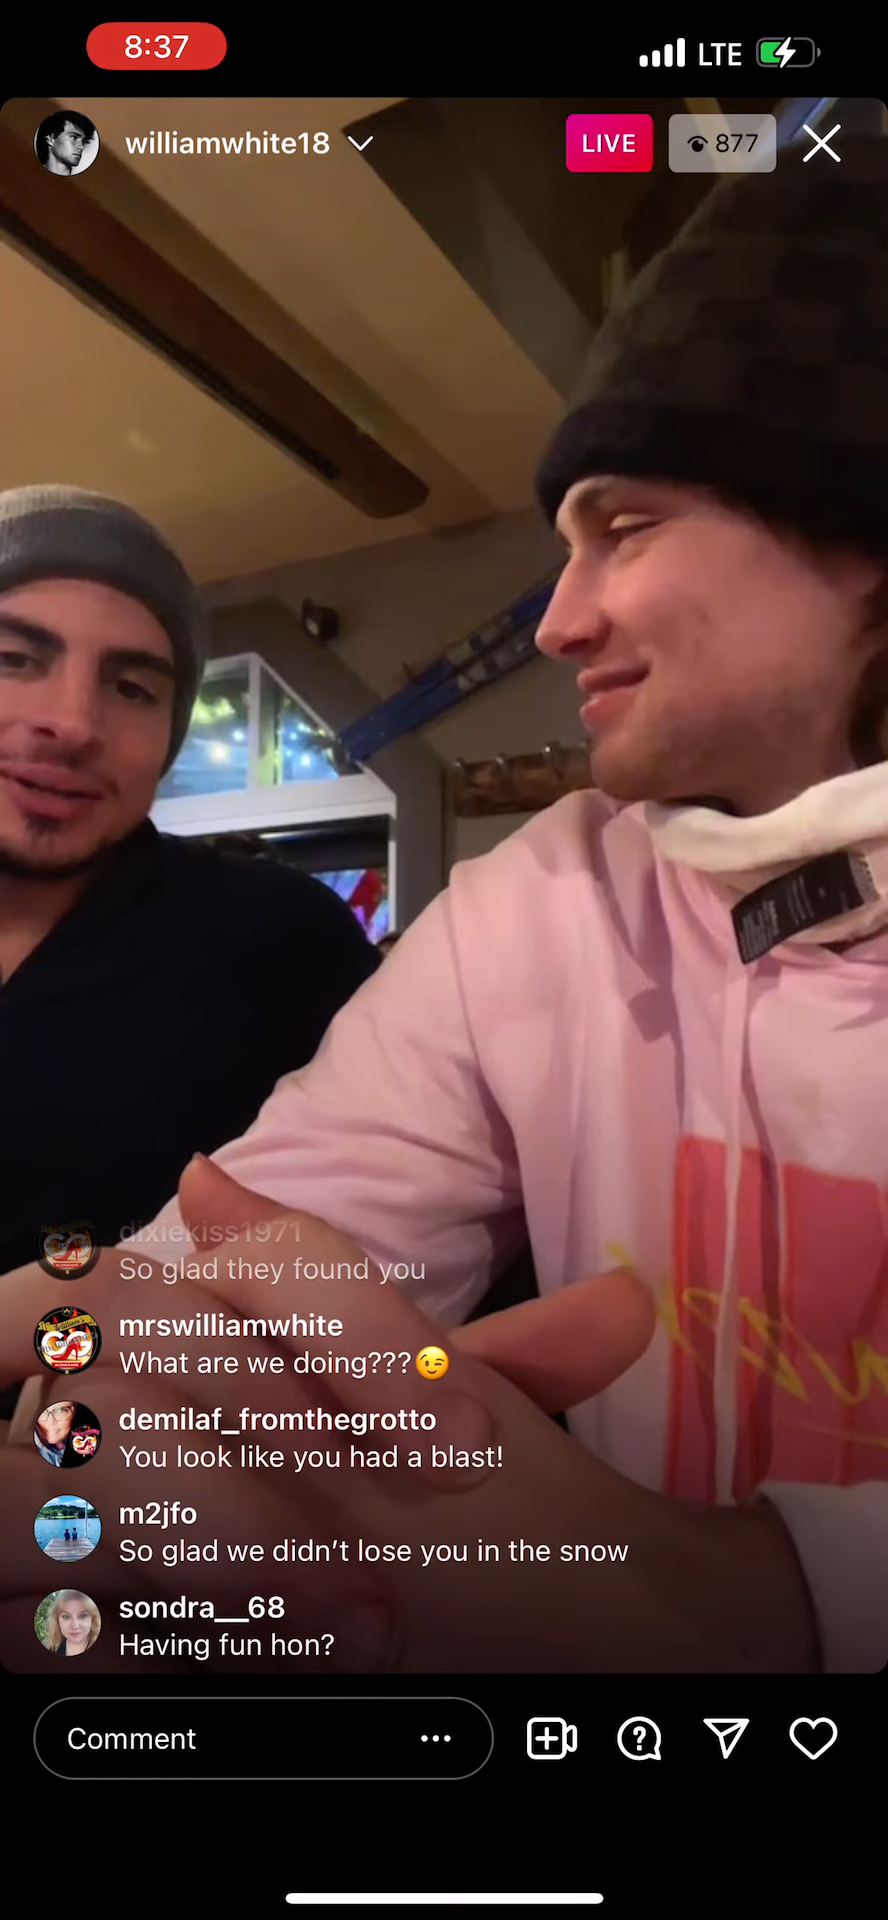 8:37
LTE
williamwhite18
LIVE
877
dixiekiss1971
So glad they found you
mrswilliamwhite
What are we doing???😉
demilaf_fromthegrotto
You look like you had a blast!
m2jfo
So glad we didn't lose you in the snow
sondra__68
Having fun hon?
Comment